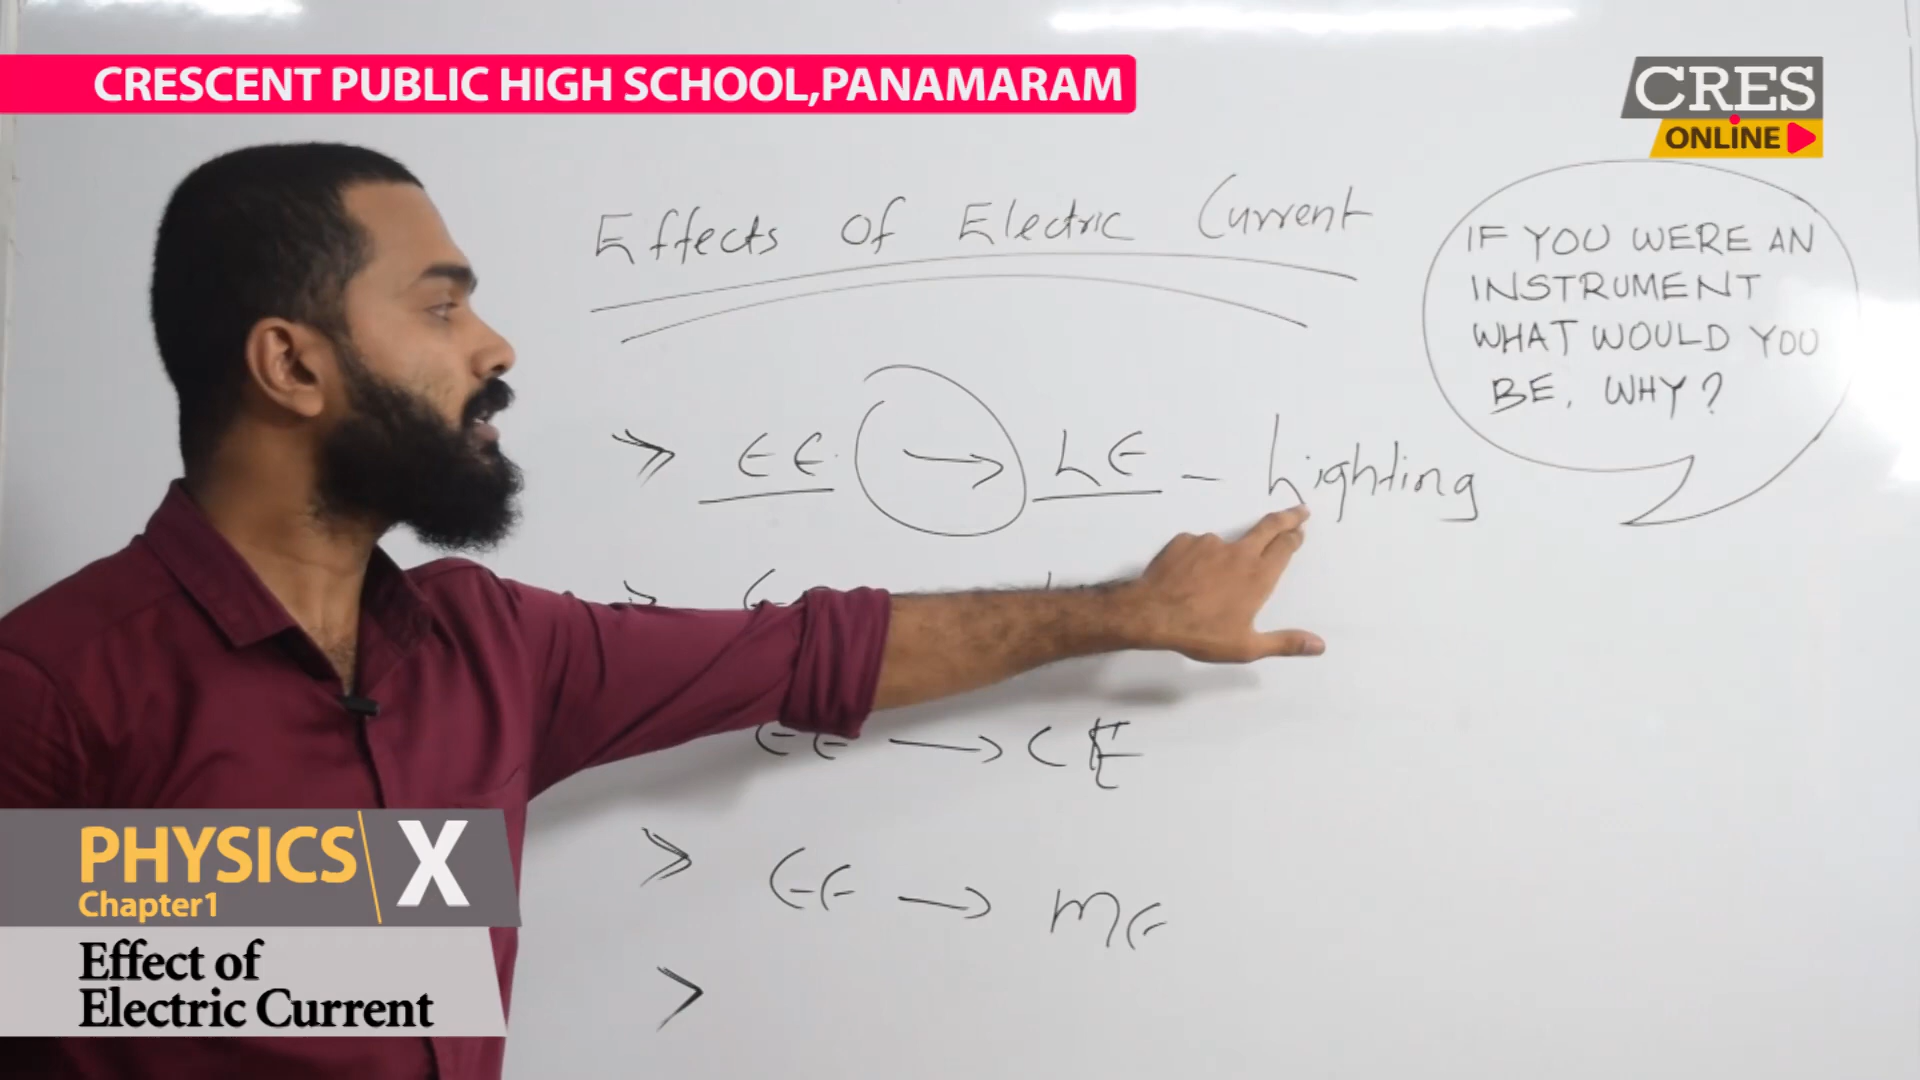 CRESCENT PUBLIC HIGH SCHOOL,PANAMARAM
CRES
ONLINE
Effects of Electric Current
IF YOU WERE AN
INSTRUMENT
WHAT WOULD YOU
BE, WHY?
>> EE → LE – Lighting
EE → CE
>> EE → ME
>
PHYSICS X
Chapter1
Effect of
Electric Current